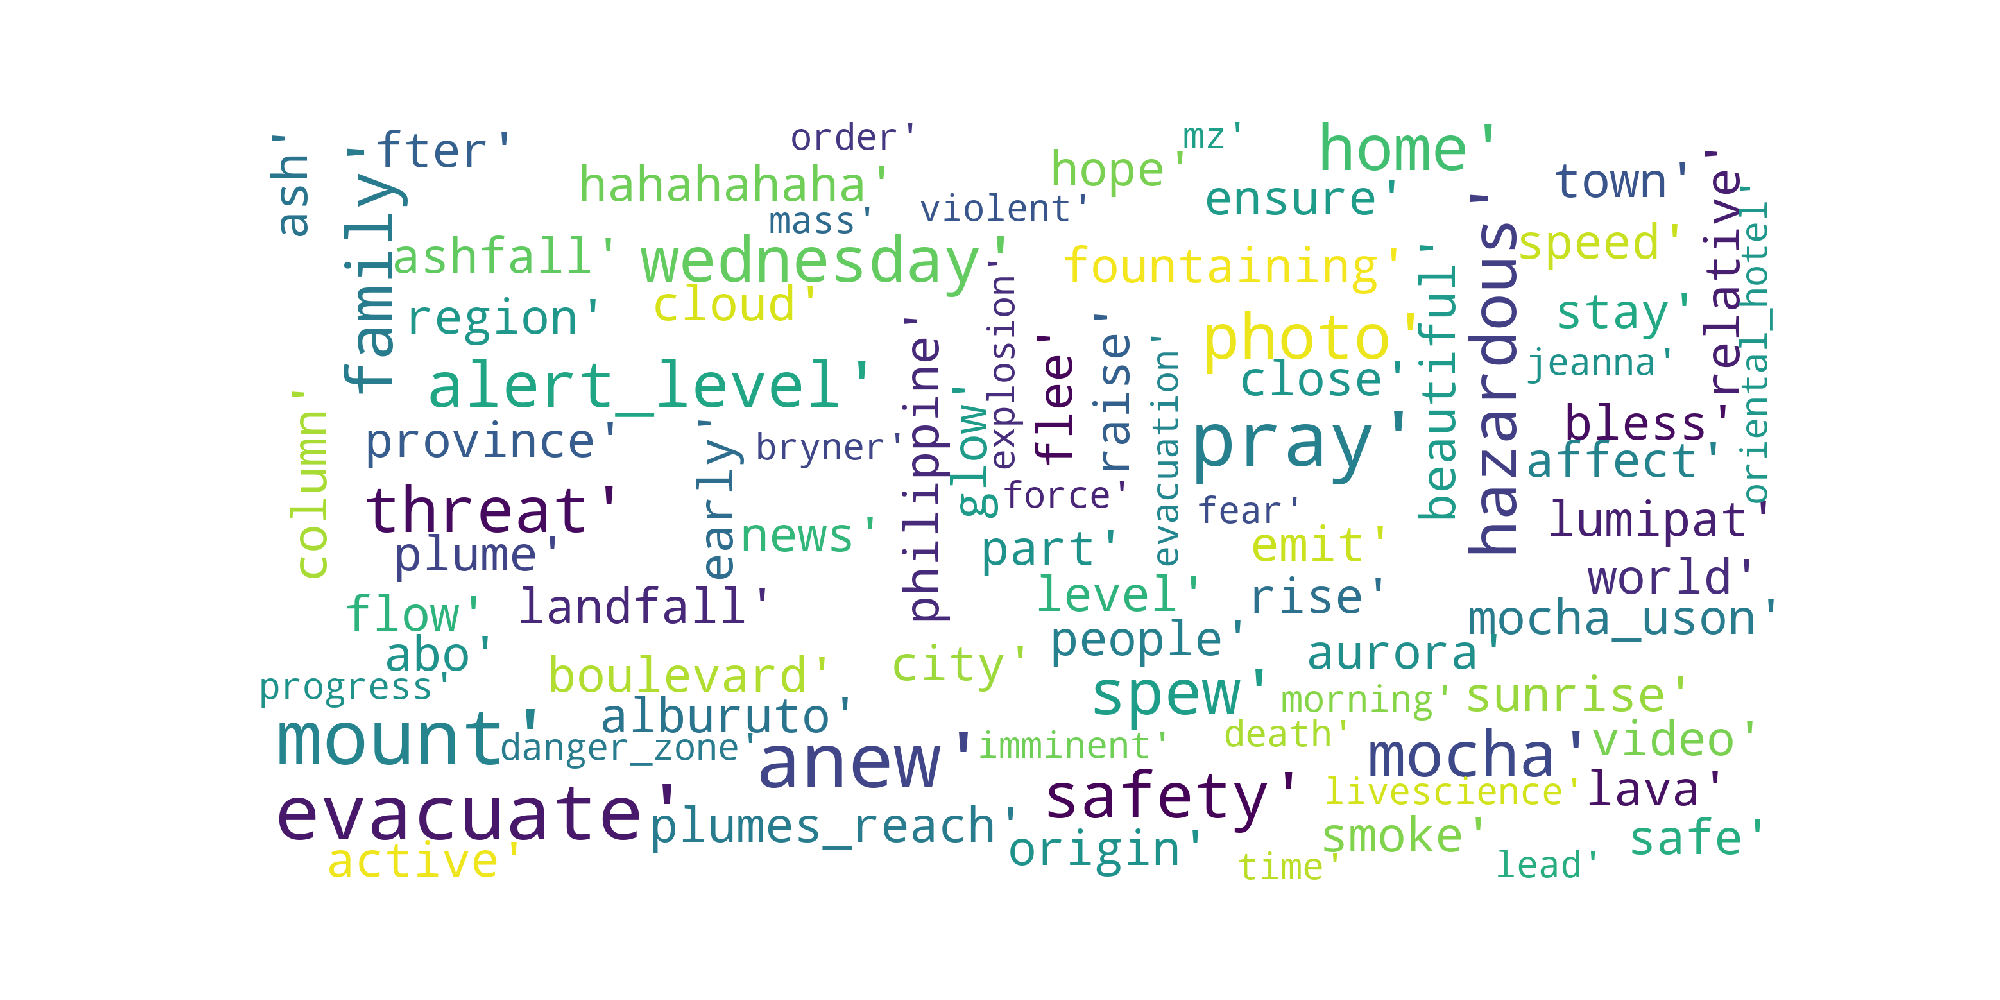 order'
mz'
home'
ash'
family'
fter'
hahahahaha'
hope'
town'
relative'
mass'
violent'
ensure'
hazardous'
oriental_hotel'
ashfall'
wednesday'
fountaining'
beautiful'
speed'
region'
cloud'
explosion'
photo'
stay'
philippine'
flee'
raise'
evacuation'
jeanna'
alert_level'
glow'
close'
column'
province'
early'
bryner'
pray'
bless'
affect'
threat'
force'
fear'
lumipat'
plume'
news'
part'
emit'
world'
flow'
landfall'
level'
rise'
mocha_uson'
abo'
people'
aurora'
progress'
boulevard'
city'
spew'
morning'
sunrise'
mount'
alburuto'
danger_zone'
anew'
imminent'
death'
mocha'
video'
evacuate'
safety'
livescience'
lava'
plumes_reach'
origin'
smoke'
safe'
active'
time'
lead'